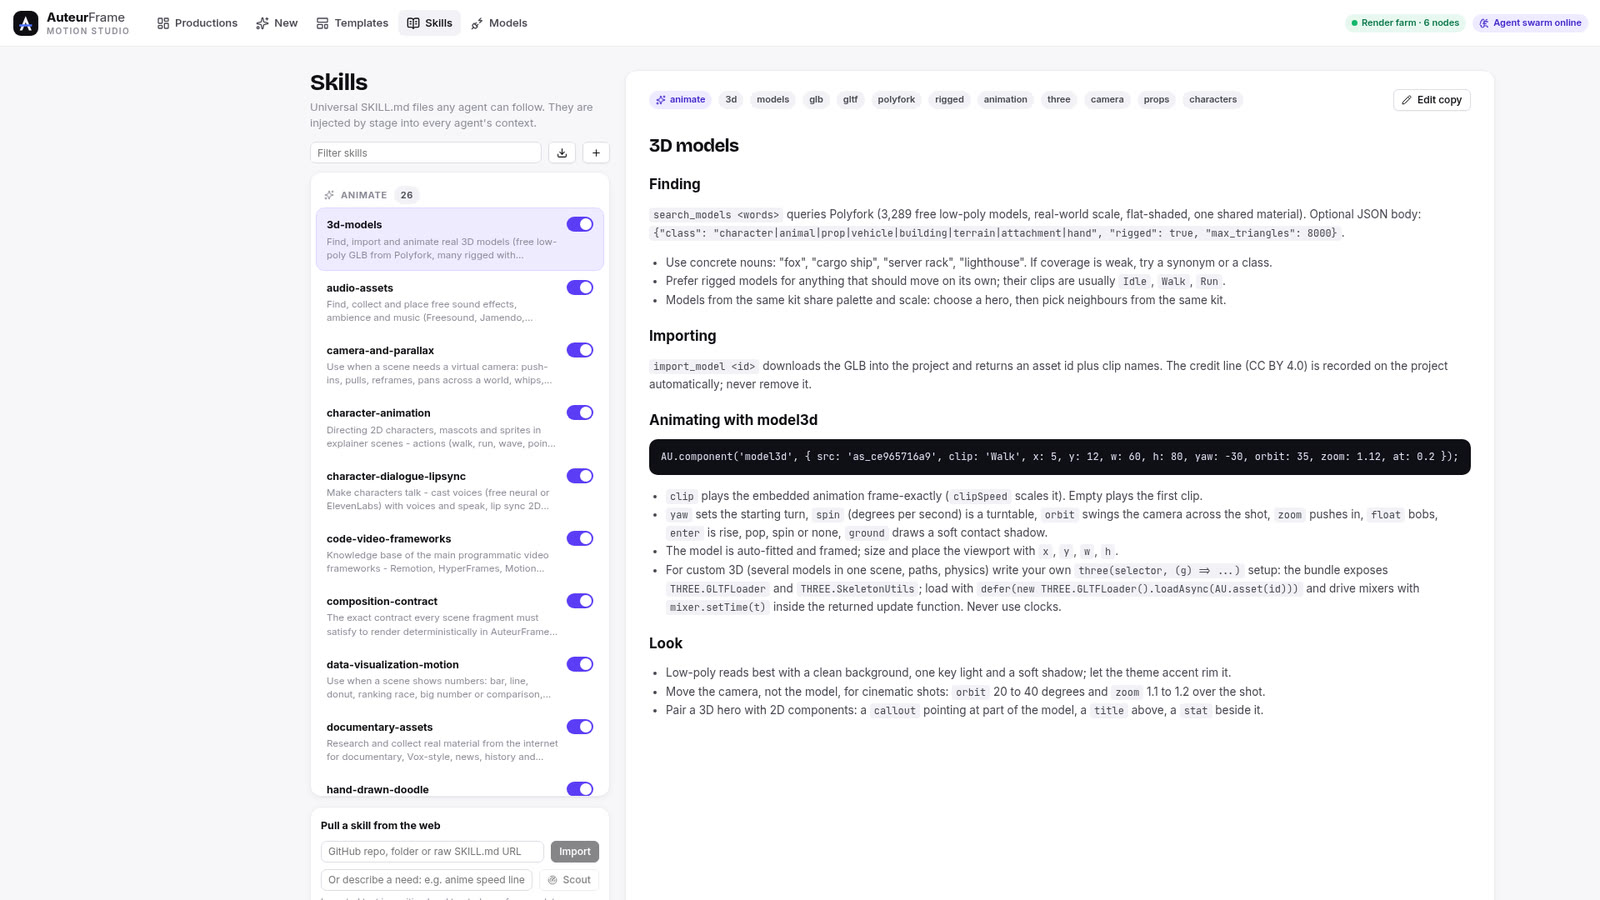 AuteurFrame
MOTION STUDIO
Productions
New
Templates
Skills
Models
Render farm · 6 nodes
Agent swarm online
Skills
Universal SKILL.md files any agent can follow. They are
injected by stage into every agent's context.
Filter skills
ANIMATE 26
3d-models
Find, import and animate real 3D models (free low-
poly GLB from Polyfork, many rigged with...
audio-assets
Find, collect and place free sound effects,
ambience and music (Freesound, Jamendo,...
camera-and-parallax
Use when a scene needs a virtual camera: push-
ins, pulls, reframes, pans across a world, whips,...
character-animation
Directing 2D characters, mascots and sprites in
explainer scenes - actions (walk, run, wave, poin...
character-dialogue-lipsync
Make characters talk - cast voices (free neural or
ElevenLabs) with voices and speak, lip sync 2D...
code-video-frameworks
Knowledge base of the main programmatic video
frameworks - Remotion, HyperFrames, Motion...
composition-contract
The exact contract every scene fragment must
satisfy to render deterministically in AuteurFrame...
data-visualization-motion
Use when a scene shows numbers: bar, line,
donut, ranking race, big number or comparison,...
documentary-assets
Research and collect real material from the internet
for documentary, Vox-style, news, history and...
hand-drawn-doodle
Pull a skill from the web
GitHub repo, folder or raw SKILL.md URL
Import
Or describe a need: e.g. anime speed line
Scout
animate 3d models glb gltf polyfork rigged animation three camera props characters
Edit copy
3D models
Finding
search_models <words> queries Polyfork (3,289 free low-poly models, real-world scale, flat-shaded, one shared material). Optional JSON body:
{"class": "character|animal|prop|vehicle|building|terrain|attachment|hand", "rigged": true, "max_triangles": 8000}.
• Use concrete nouns: "fox", "cargo ship", "server rack", "lighthouse". If coverage is weak, try a synonym or a class.
• Prefer rigged models for anything that should move on its own; their clips are usually Idle, Walk, Run.
• Models from the same kit share palette and scale: choose a hero, then pick neighbours from the same kit.
Importing
import_model <id> downloads the GLB into the project and returns an asset id plus clip names. The credit line (CC BY 4.0) is recorded on the project
automatically; never remove it.
Animating with model3d
AU.component('model3d', { src: 'as_ce965716a9', clip: 'Walk', x: 5, y: 12, w: 60, h: 80, yaw: -30, orbit: 35, zoom: 1.12, at: 0.2 });
• clip plays the embedded animation frame-exactly ( clipSpeed scales it). Empty plays the first clip.
• yaw sets the starting turn, spin (degrees per second) is a turntable, orbit swings the camera across the shot, zoom pushes in, float bobs,
enter is rise, pop, spin or none, ground draws a soft contact shadow.
• The model is auto-fitted and framed; size and place the viewport with x, y, w, h.
• For custom 3D (several models in one scene, paths, physics) write your own three(selector, (g) => ...) setup: the bundle exposes
THREE.GLTFLoader and THREE.SkeletonUtils; load with defer(new THREE.GLTFLoader().loadAsync(AU.asset(id))) and drive mixers with
mixer.setTime(t) inside the returned update function. Never use clocks.
Look
• Low-poly reads best with a clean background, one key light and a soft shadow; let the theme accent rim it.
• Move the camera, not the model, for cinematic shots: orbit 20 to 40 degrees and zoom 1.1 to 1.2 over the shot.
• Pair a 3D hero with 2D components: a callout pointing at part of the model, a title above, a stat beside it.